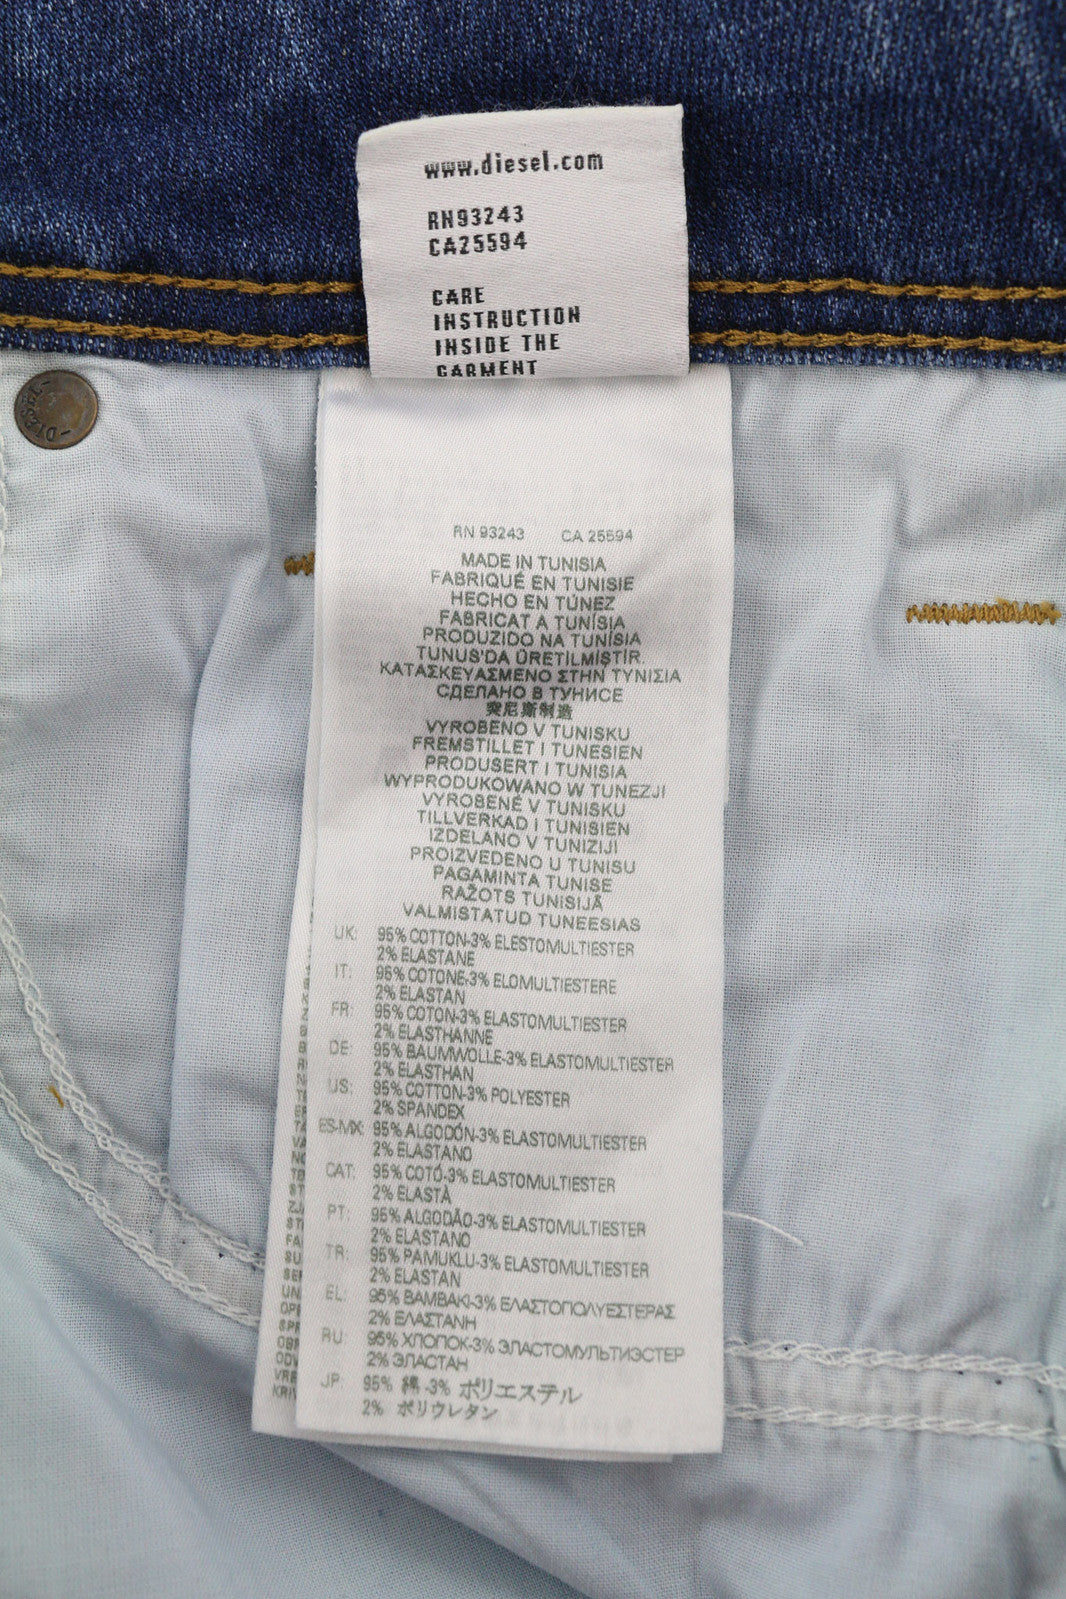 www.diesel.com
RN93243
CA25594
CARE
INSTRUCTION
INSIDE THE
GARMENT
DIESEL
RN 93243 CA 25594
MADE IN TUNISIA
FABRIQUÉ EN TUNISIE
HECHO EN TÚNEZ
FABRICAT A TUNÍSIA
PRODUZIDO NA TUNÍSIA
TUNUS'DA ÜRETILMIŞTIR.
ΚΑΤΑΣΚΕΥΑΣΜΕΝΟ ΣΤΗΝ ΤΥΝΙΣΙΑ
СДЕЛАНО В ТУНИСЕ
突尼斯制造
VYROBENO V TUNISKU
FREMSTILLET I TUNESIEN
PRODUSERT I TUNISIA
WYPRODUKOWANO W TUNEZJI
VYROBENÉ V TUNISKU
TILLVERKAD I TUNISIEN
IZDELANO V TUNIZIJI
PROIZVEDENO U TUNISU
PAGAMINTA TUNISE
RAŽOTS TUNISIJĀ
VALMISTATUD TUNEESIAS
UK: 95% COTTON-3% ELESTOMULTIESTER
2% ELASTANE
IT: 95% COTONE-3% ELOMULTIESTERE
2% ELASTAN
FR: 95% COTON-3% ELASTOMULTIESTER
2% ELASTHANNE
DE: 95% BAUMWOLLE-3% ELASTOMULTIESTER
2% ELASTHAN
US: 95% COTTON-3% POLYESTER
2% SPANDEX
ES-MX: 95% ALGODÓN-3% ELASTOMULTIESTER
2% ELASTANO
CAT: 95% COTÓ-3% ELASTOMULTIESTER
2% ELASTÀ
PT: 95% ALGODÃO-3% ELASTOMULTIESTER
2% ELASTANO
TR: 95% PAMUKLU-3% ELASTOMULTIESTER
2% ELASTAN
EL: 95% ΒΑΜΒΑΚΙ-3% ΕΛΑΣΤΟΠΟΛΥΕΣΤΕΡΑΣ
2% ΕΛΑΣΤΑΝΗ
RU: 95% ХЛОПОК-3% ЭЛАСТОМУЛЬТИЭСТЕР
2% ЭЛАСТАН
JP: 95% 綿 -3% ポリエステル
2% ポリウレタン